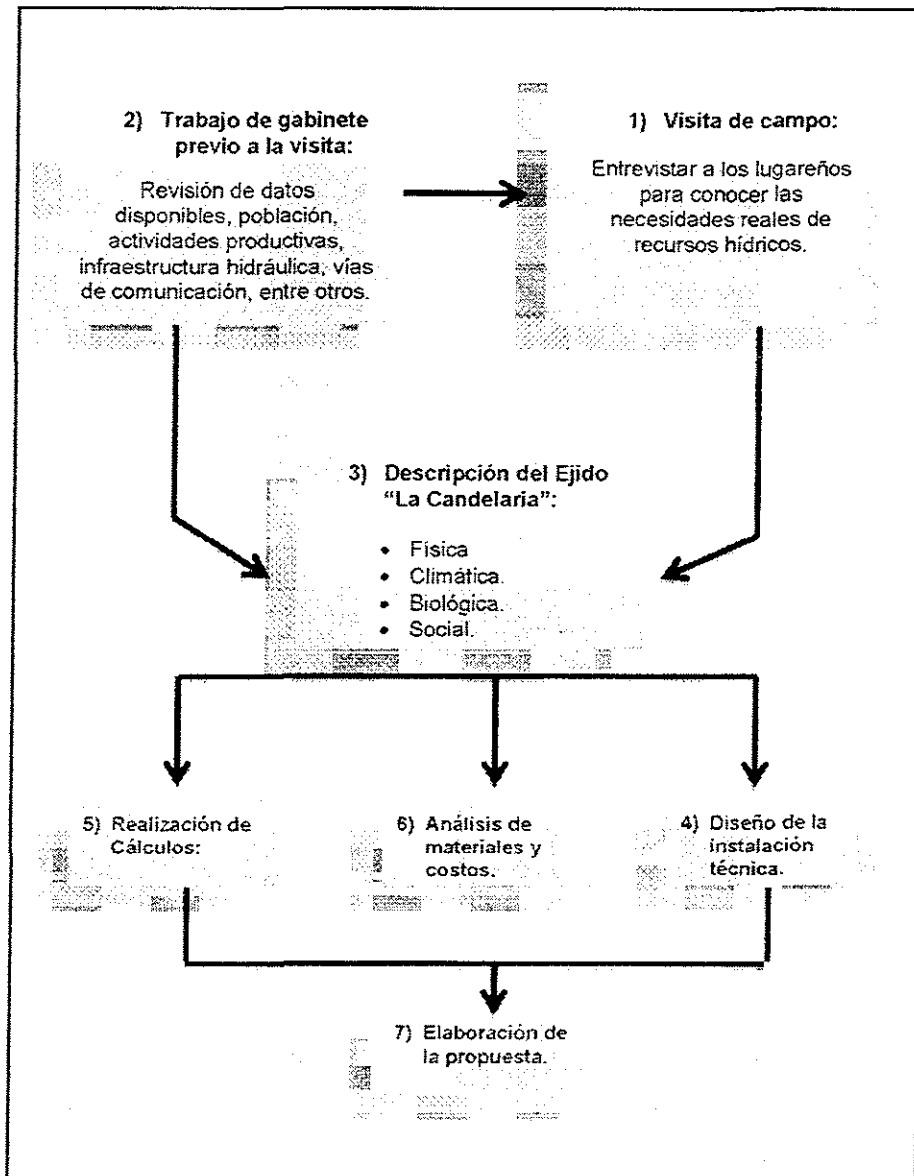 2) Trabajo de gabinete
previo a la visita:
Revisión de datos
disponibles, población,
actividades productivas,
infraestructura hidráulica, vías
de comunicación, entre otros.
1) Visita de campo:
Entrevistar a los lugareños
para conocer las
necesidades reales de
recursos hídricos.
3) Descripción del Ejido
“La Candelaria”:
• Física
• Climática.
• Biológica.
• Social.
5) Realización de
Cálculos:
6) Análisis de
materiales y
costos.
4) Diseño de la
instalación
técnica.
7) Elaboración de
la propuesta.